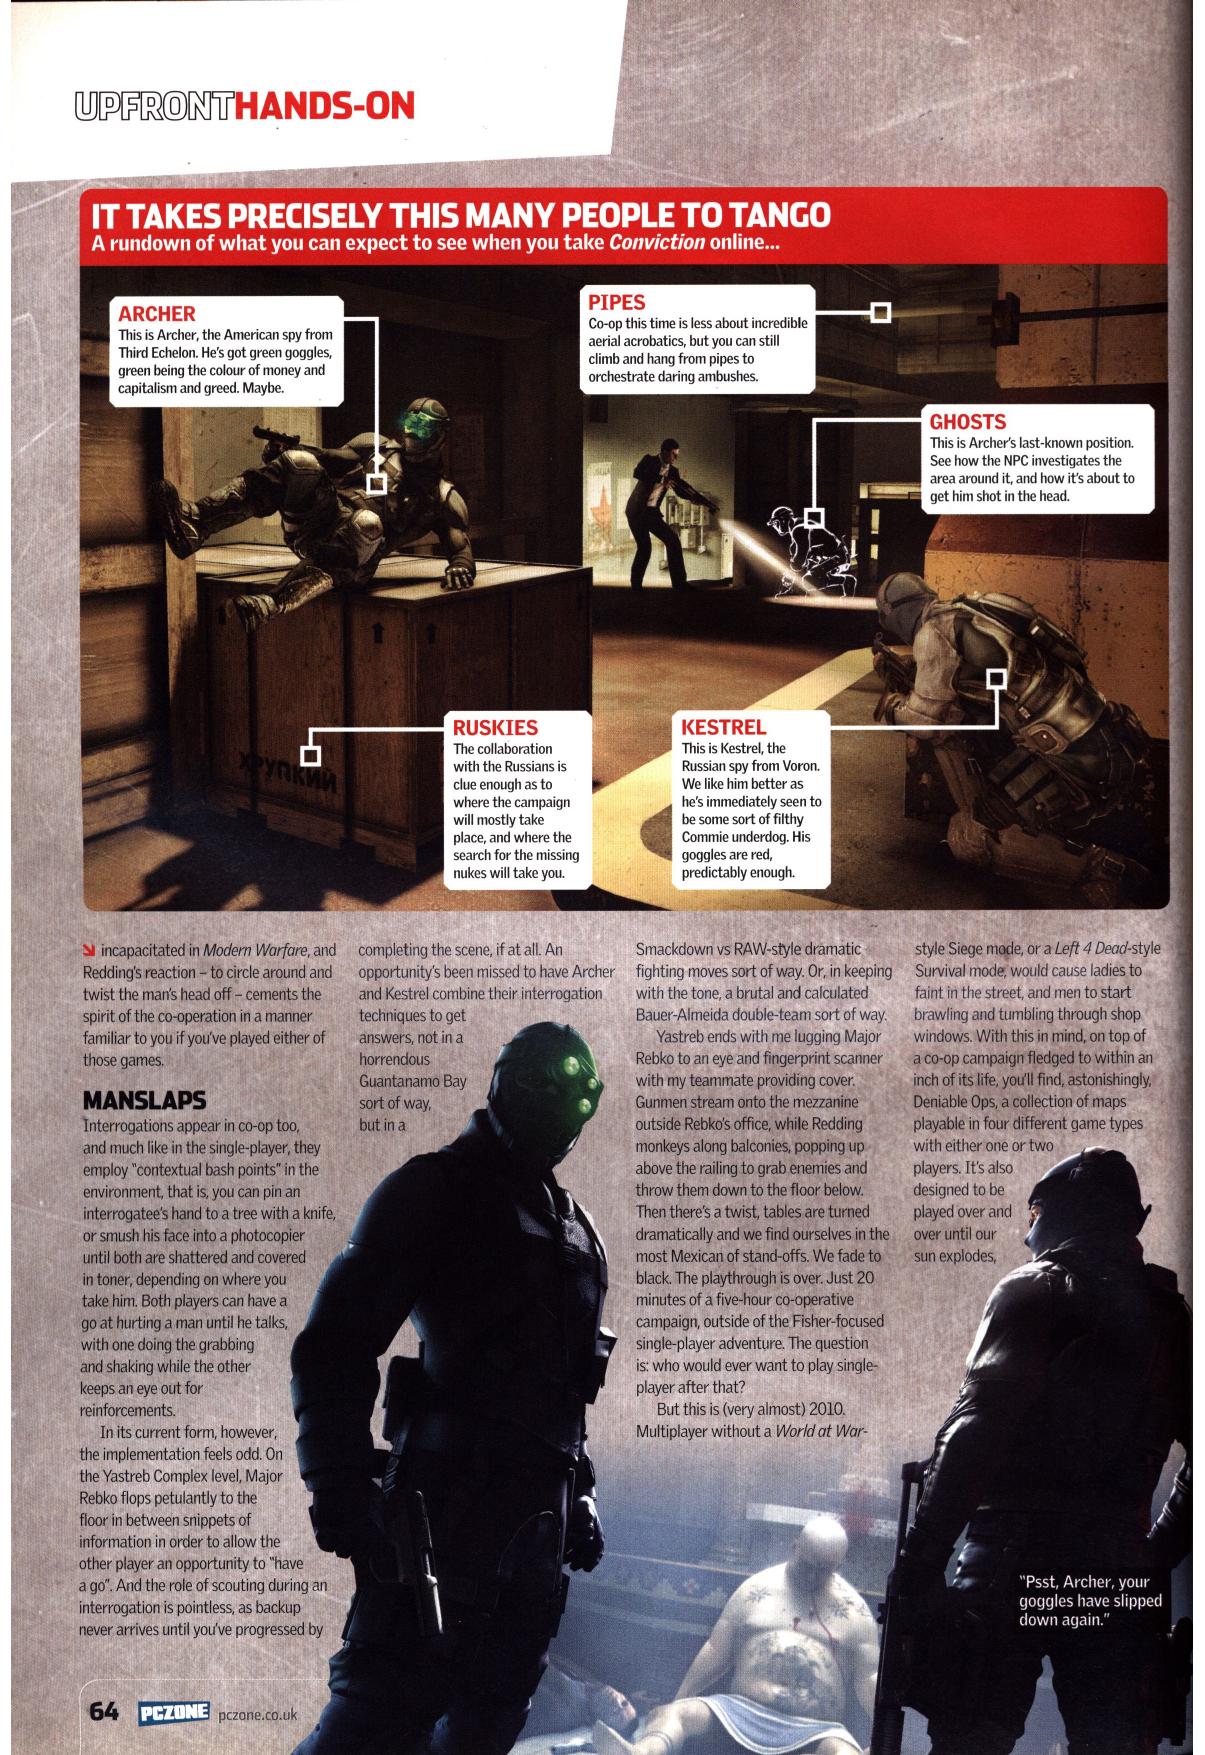 UPFRONTHANDS-ON
IT TAKES PRECISELY THIS MANY PEOPLE TO TANGO
A rundown of what you can expect to see when you take Conviction online...
ARCHER
This is Archer, the American spy from
Third Echelon. He's got green goggles,
green being the colour of money and
capitalism and greed. Maybe.
PIPES
Co-op this time is less about incredible
aerial acrobatics, but you can still
climb and hang from pipes to
orchestrate daring ambushes.
GHOSTS
This is Archer's last-known position.
See how the NPC investigates the
area around it, and how it's about to
get him shot in the head.
ХРУПКИЙ
RUSKIES
The collaboration
with the Russians is
clue enough as to
where the campaign
will mostly take
place, and where the
search for the missing
nukes will take you.
KESTREL
This is Kestrel, the
Russian spy from Voron.
We like him better as
he's immediately seen to
be some sort of filthy
Commie underdog. His
goggles are red,
predictably enough.
incapacitated in Modern Warfare, and
Redding's reaction – to circle around and
twist the man's head off – cements the
spirit of the co-operation in a manner
familiar to you if you've played either of
those games.
MANSLAPS
Interrogations appear in co-op too,
and much like in the single-player, they
employ "contextual bash points" in the
environment, that is, you can pin an
interrogatee's hand to a tree with a knife,
or smush his face into a photocopier
until both are shattered and covered
in toner, depending on where you
take him. Both players can have a
go at hurting a man until he talks,
with one doing the grabbing
and shaking while the other
keeps an eye out for
reinforcements.
In its current form, however,
the implementation feels odd. On
the Yastreb Complex level, Major
Rebko flops petulantly to the
floor in between snippets of
information in order to allow the
other player an opportunity to "have
a go". And the role of scouting during an
interrogation is pointless, as backup
never arrives until you've progressed by
completing the scene, if at all. An
opportunity's been missed to have Archer
and Kestrel combine their interrogation
techniques to get
answers, not in a
horrendous
Guantanamo Bay
sort of way,
but in a
Smackdown vs RAW-style dramatic
fighting moves sort of way. Or, in keeping
with the tone, a brutal and calculated
Bauer-Almeida double-team sort of way.
Yastreb ends with me lugging Major
Rebko to an eye and fingerprint scanner
with my teammate providing cover.
Gunmen stream onto the mezzanine
outside Rebko's office, while Redding
monkeys along balconies, popping up
above the railing to grab enemies and
throw them down to the floor below.
Then there's a twist, tables are turned
dramatically and we find ourselves in the
most Mexican of stand-offs. We fade to
black. The playthrough is over. Just 20
minutes of a five-hour co-operative
campaign, outside of the Fisher-focused
single-player adventure. The question
is: who would ever want to play single-
player after that?
But this is (very almost) 2010.
Multiplayer without a World at War-
style Siege mode, or a Left 4 Dead-style
Survival mode, would cause ladies to
faint in the street, and men to start
brawling and tumbling through shop
windows. With this in mind, on top of
a co-op campaign fledged to within an
inch of its life, you'll find, astonishingly,
Deniable Ops, a collection of maps
playable in four different game types
with either one or two
players. It's also
designed to be
played over and
over until our
sun explodes,
"Psst, Archer, your
goggles have slipped
down again."
64 PCZONE pczone.co.uk